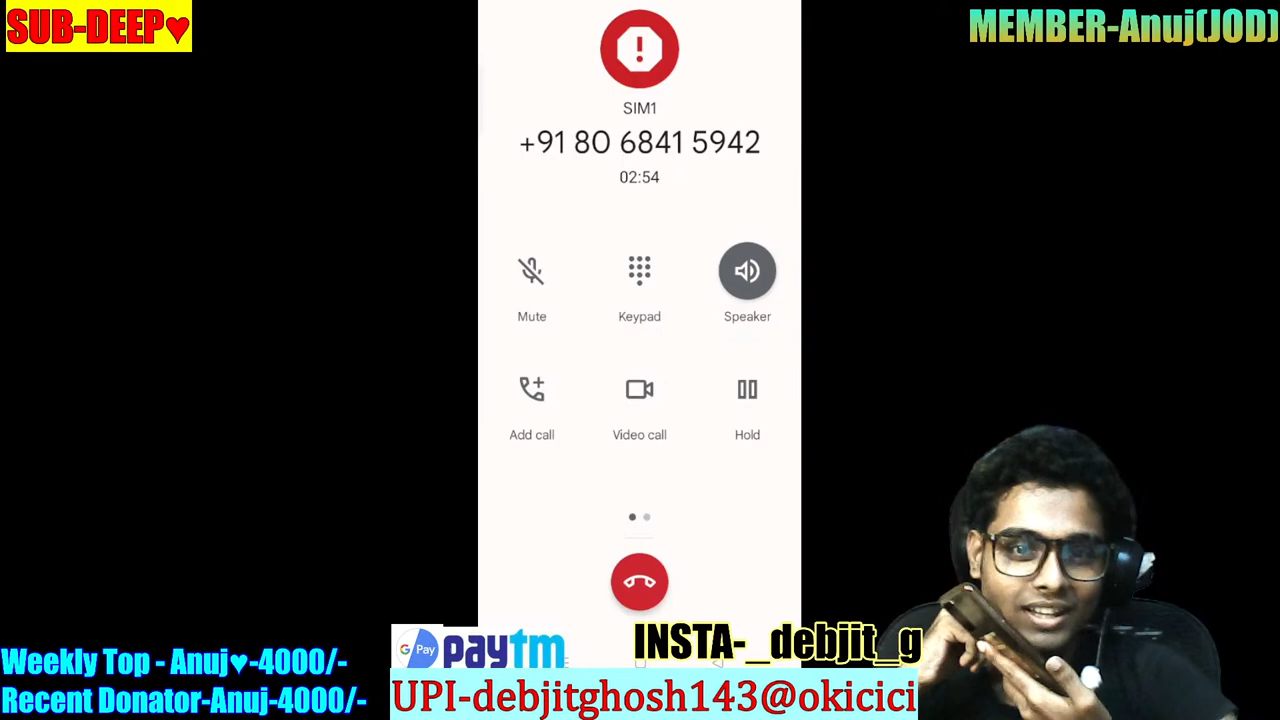 SUB-DEEP♥
MEMBER-Anuj(JOD)
SIM1
+91 80 6841 5942
02:54
Mute
Keypad
Speaker
Add call
Video call
Hold
INSTA-_debjit_g
G Pay
paytm
Weekly Top - Anuj♥-4000/-
Recent Donator-Anuj-4000/-
UPI-debjitghosh143@okicici